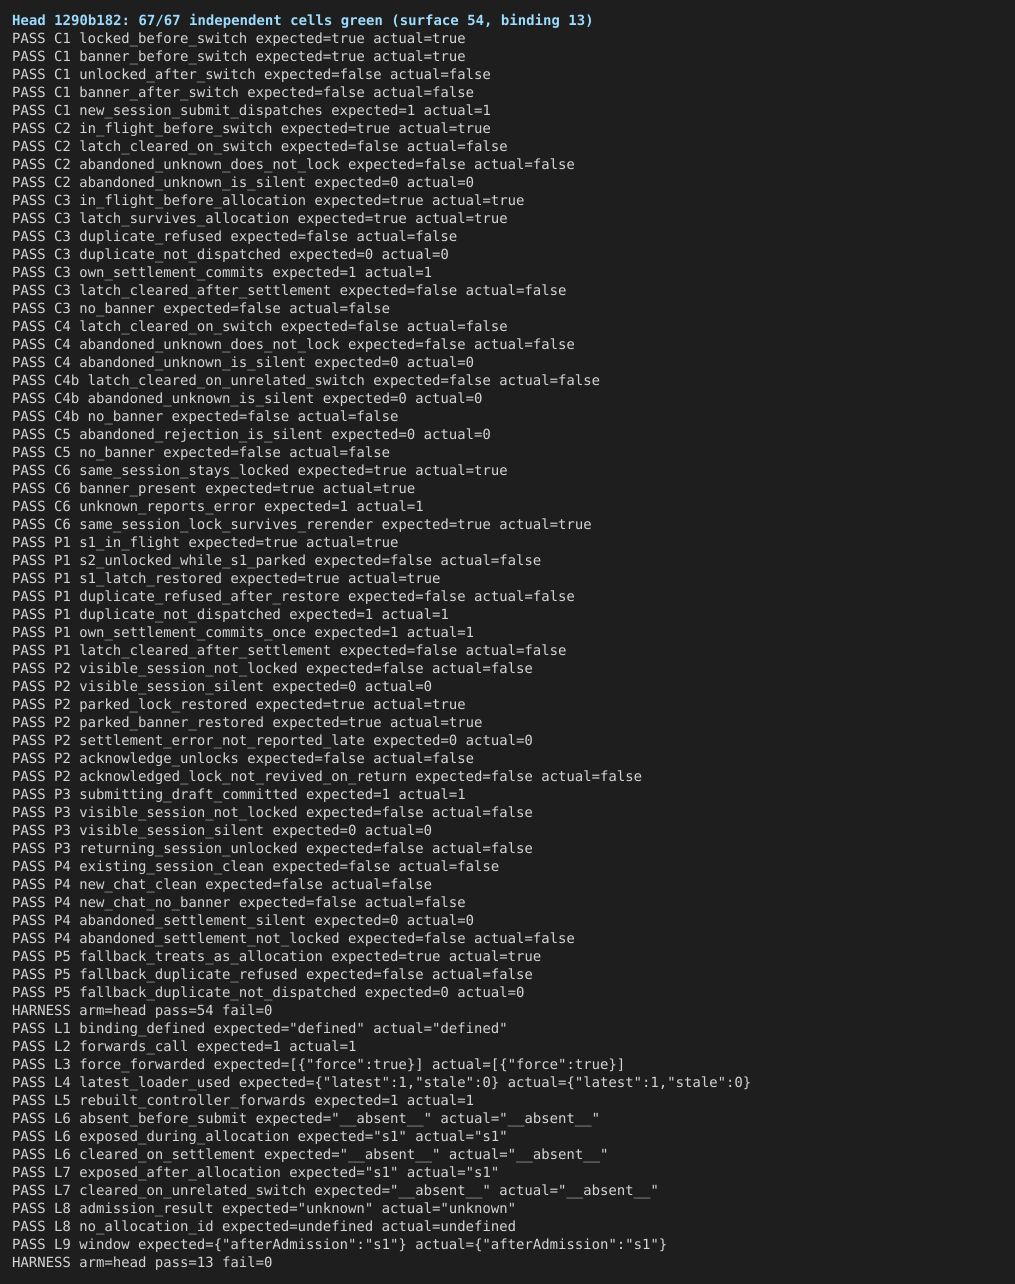 Head 1290b182: 67/67 independent cells green (surface 54, binding 13)
PASS C1 locked_before_switch expected=true actual=true
PASS C1 banner_before_switch expected=true actual=true
PASS C1 unlocked_after_switch expected=false actual=false
PASS C1 banner_after_switch expected=false actual=false
PASS C1 new_session_submit_dispatches expected=1 actual=1
PASS C2 in_flight_before_switch expected=true actual=true
PASS C2 latch_cleared_on_switch expected=false actual=false
PASS C2 abandoned_unknown_does_not_lock expected=false actual=false
PASS C2 abandoned_unknown_is_silent expected=0 actual=0
PASS C3 in_flight_before_allocation expected=true actual=true
PASS C3 latch_survives_allocation expected=true actual=true
PASS C3 duplicate_refused expected=false actual=false
PASS C3 duplicate_not_dispatched expected=0 actual=0
PASS C3 own_settlement_commits expected=1 actual=1
PASS C3 latch_cleared_after_settlement expected=false actual=false
PASS C3 no_banner expected=false actual=false
PASS C4 latch_cleared_on_switch expected=false actual=false
PASS C4 abandoned_unknown_does_not_lock expected=false actual=false
PASS C4 abandoned_unknown_is_silent expected=0 actual=0
PASS C4b latch_cleared_on_unrelated_switch expected=false actual=false
PASS C4b abandoned_unknown_is_silent expected=0 actual=0
PASS C4b no_banner expected=false actual=false
PASS C5 abandoned_rejection_is_silent expected=0 actual=0
PASS C5 no_banner expected=false actual=false
PASS C6 same_session_stays_locked expected=true actual=true
PASS C6 banner_present expected=true actual=true
PASS C6 unknown_reports_error expected=1 actual=1
PASS C6 same_session_lock_survives_rerender expected=true actual=true
PASS P1 s1_in_flight expected=true actual=true
PASS P1 s2_unlocked_while_s1_parked expected=false actual=false
PASS P1 s1_latch_restored expected=true actual=true
PASS P1 duplicate_refused_after_restore expected=false actual=false
PASS P1 duplicate_not_dispatched expected=1 actual=1
PASS P1 own_settlement_commits_once expected=1 actual=1
PASS P1 latch_cleared_after_settlement expected=false actual=false
PASS P2 visible_session_not_locked expected=false actual=false
PASS P2 visible_session_silent expected=0 actual=0
PASS P2 parked_lock_restored expected=true actual=true
PASS P2 parked_banner_restored expected=true actual=true
PASS P2 settlement_error_not_reported_late expected=0 actual=0
PASS P2 acknowledge_unlocks expected=false actual=false
PASS P2 acknowledged_lock_not_revived_on_return expected=false actual=false
PASS P3 submitting_draft_committed expected=1 actual=1
PASS P3 visible_session_not_locked expected=false actual=false
PASS P3 visible_session_silent expected=0 actual=0
PASS P3 returning_session_unlocked expected=false actual=false
PASS P4 existing_session_clean expected=false actual=false
PASS P4 new_chat_clean expected=false actual=false
PASS P4 new_chat_no_banner expected=false actual=false
PASS P4 abandoned_settlement_silent expected=0 actual=0
PASS P4 abandoned_settlement_not_locked expected=false actual=false
PASS P5 fallback_treats_as_allocation expected=true actual=true
PASS P5 fallback_duplicate_refused expected=false actual=false
PASS P5 fallback_duplicate_not_dispatched expected=0 actual=0
HARNESS arm=head pass=54 fail=0
PASS L1 binding_defined expected="defined" actual="defined"
PASS L2 forwards_call expected=1 actual=1
PASS L3 force_forwarded expected=[{"force":true}] actual=[{"force":true}]
PASS L4 latest_loader_used expected={"latest":1,"stale":0} actual={"latest":1,"stale":0}
PASS L5 rebuilt_controller_forwards expected=1 actual=1
PASS L6 absent_before_submit expected="__absent__" actual="__absent__"
PASS L6 exposed_during_allocation expected="s1" actual="s1"
PASS L6 cleared_on_settlement expected="__absent__" actual="__absent__"
PASS L7 exposed_after_allocation expected="s1" actual="s1"
PASS L7 cleared_on_unrelated_switch expected="__absent__" actual="__absent__"
PASS L8 admission_result expected="unknown" actual="unknown"
PASS L8 no_allocation_id expected=undefined actual=undefined
PASS L9 window expected={"afterAdmission":"s1"} actual={"afterAdmission":"s1"}
HARNESS arm=head pass=13 fail=0